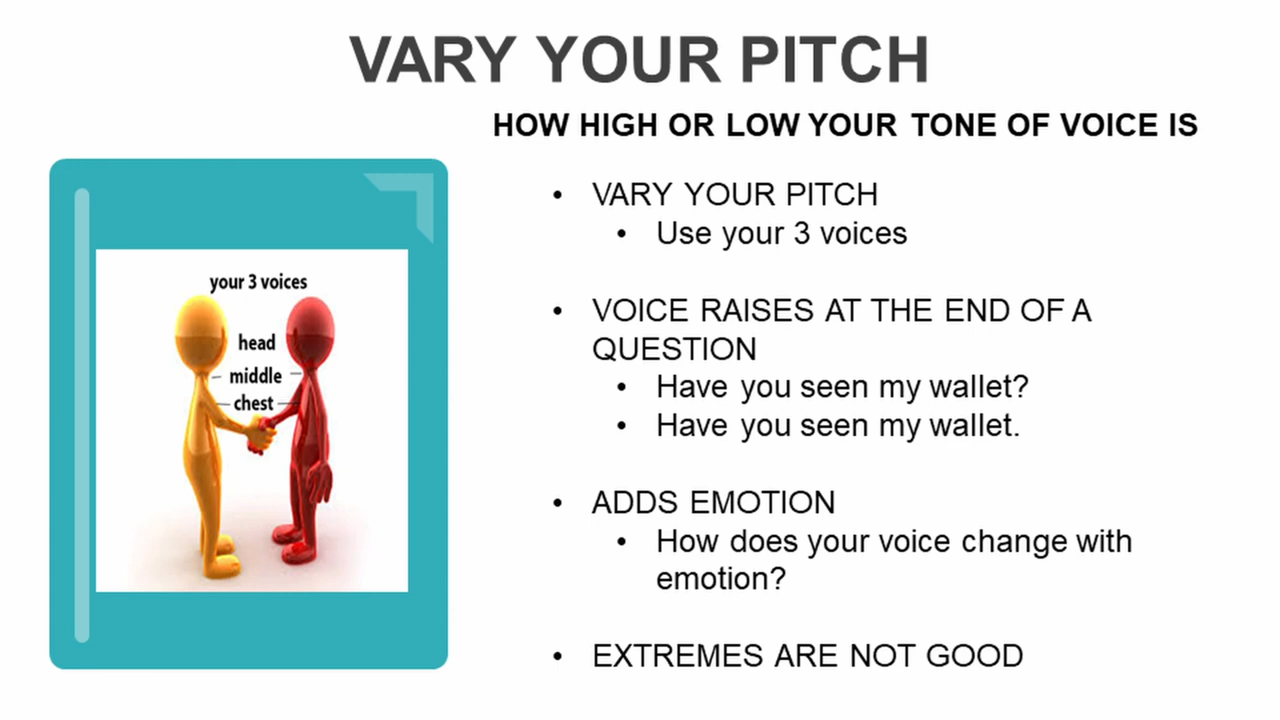 VARY YOUR PITCH
HOW HIGH OR LOW YOUR TONE OF VOICE IS
your 3 voices
head
middle
chest
• VARY YOUR PITCH
• Use your 3 voices
• VOICE RAISES AT THE END OF A
QUESTION
• Have you seen my wallet?
• Have you seen my wallet.
• ADDS EMOTION
• How does your voice change with
emotion?
• EXTREMES ARE NOT GOOD